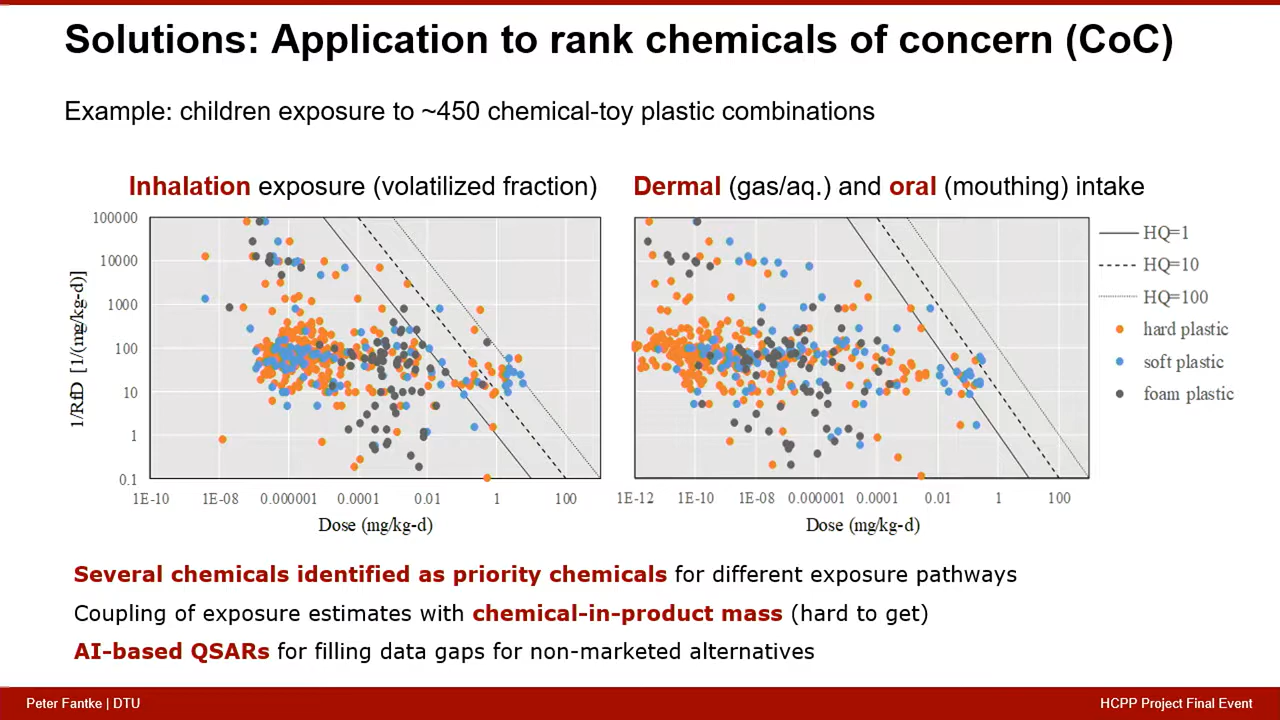 Solutions: Application to rank chemicals of concern (CoC)
Example: children exposure to ~450 chemical-toy plastic combinations
Inhalation exposure (volatilized fraction)
Dermal (gas/aq.) and oral (mouthing) intake
1/RfD [1/(mg/kg-d)]
100000
10000
1000
100
10
1
0.1
1E-10 1E-08 0.000001 0.0001 0.01 1 100
Dose (mg/kg-d)
1E-12 1E-10 1E-08 0.000001 0.0001 0.01 1 100
Dose (mg/kg-d)
HQ=1
HQ=10
HQ=100
hard plastic
soft plastic
foam plastic
Several chemicals identified as priority chemicals for different exposure pathways
Coupling of exposure estimates with chemical-in-product mass (hard to get)
AI-based QSARs for filling data gaps for non-marketed alternatives
Peter Fantke | DTU
HCPP Project Final Event